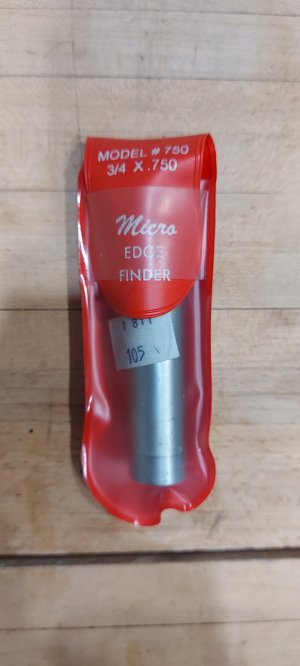 MODEL # 750
3/4 X .750
Micro
EDGE
FINDER
105